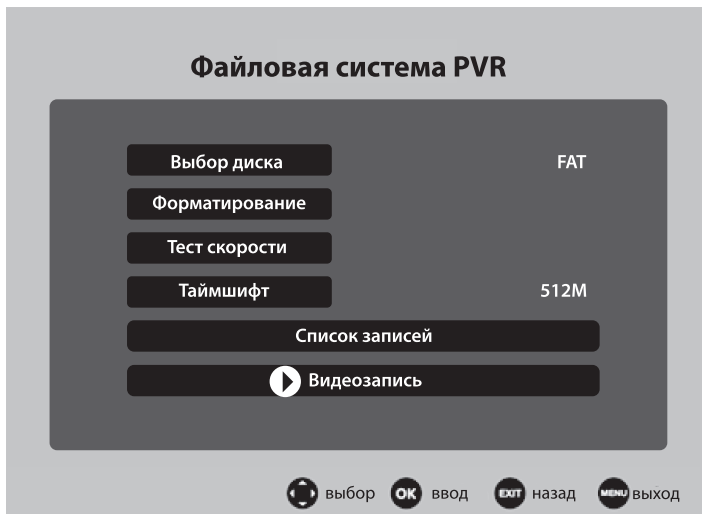 Файловая система PVR
Выбор диска FAT
Форматирование
Тест скорости
Таймшифт 512M
Список записей
Видеозапись
выбор OK ввод EXIT назад MENU выход